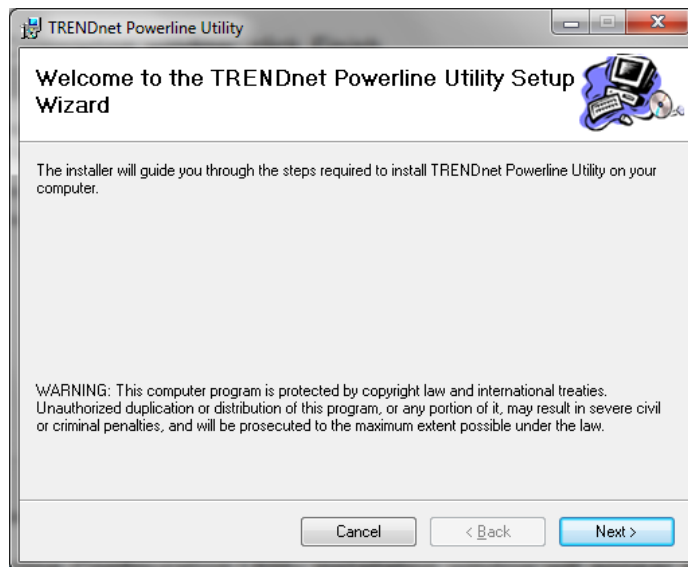 TRENDnet Powerline Utility
Welcome to the TRENDnet Powerline Utility Setup
Wizard
The installer will guide you through the steps required to install TRENDnet Powerline Utility on your
computer.
WARNING: This computer program is protected by copyright law and international treaties.
Unauthorized duplication or distribution of this program, or any portion of it, may result in severe civil
or criminal penalties, and will be prosecuted to the maximum extent possible under the law.
Cancel
< Back
Next >